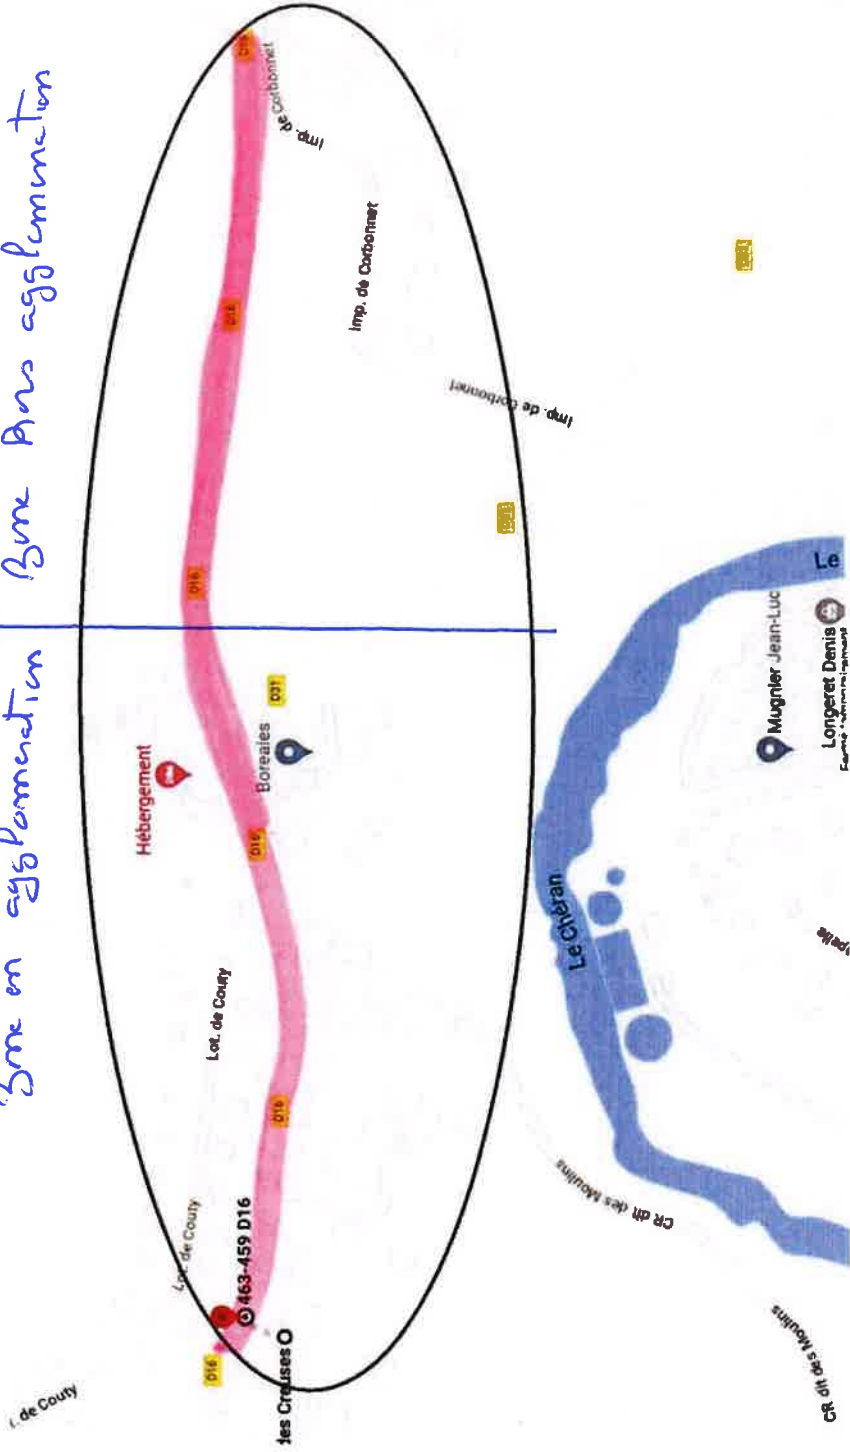 Zone en agglomération
Zone hors agglomération
D16
de Corbonnet
Imp.
Imp. de Corbonnet
D16
Imp. de Corbonnet
D16
Hébergement
D31
Boreales
D16
Le
Mugnier Jean-Luc
Longeret Denis
Le Chéran
Lot. de Couty
D16
CR dit des Moulins
Lot. de Couty
463-459 D16
D16
les Creuses
de Couty
CR dit des Moulins